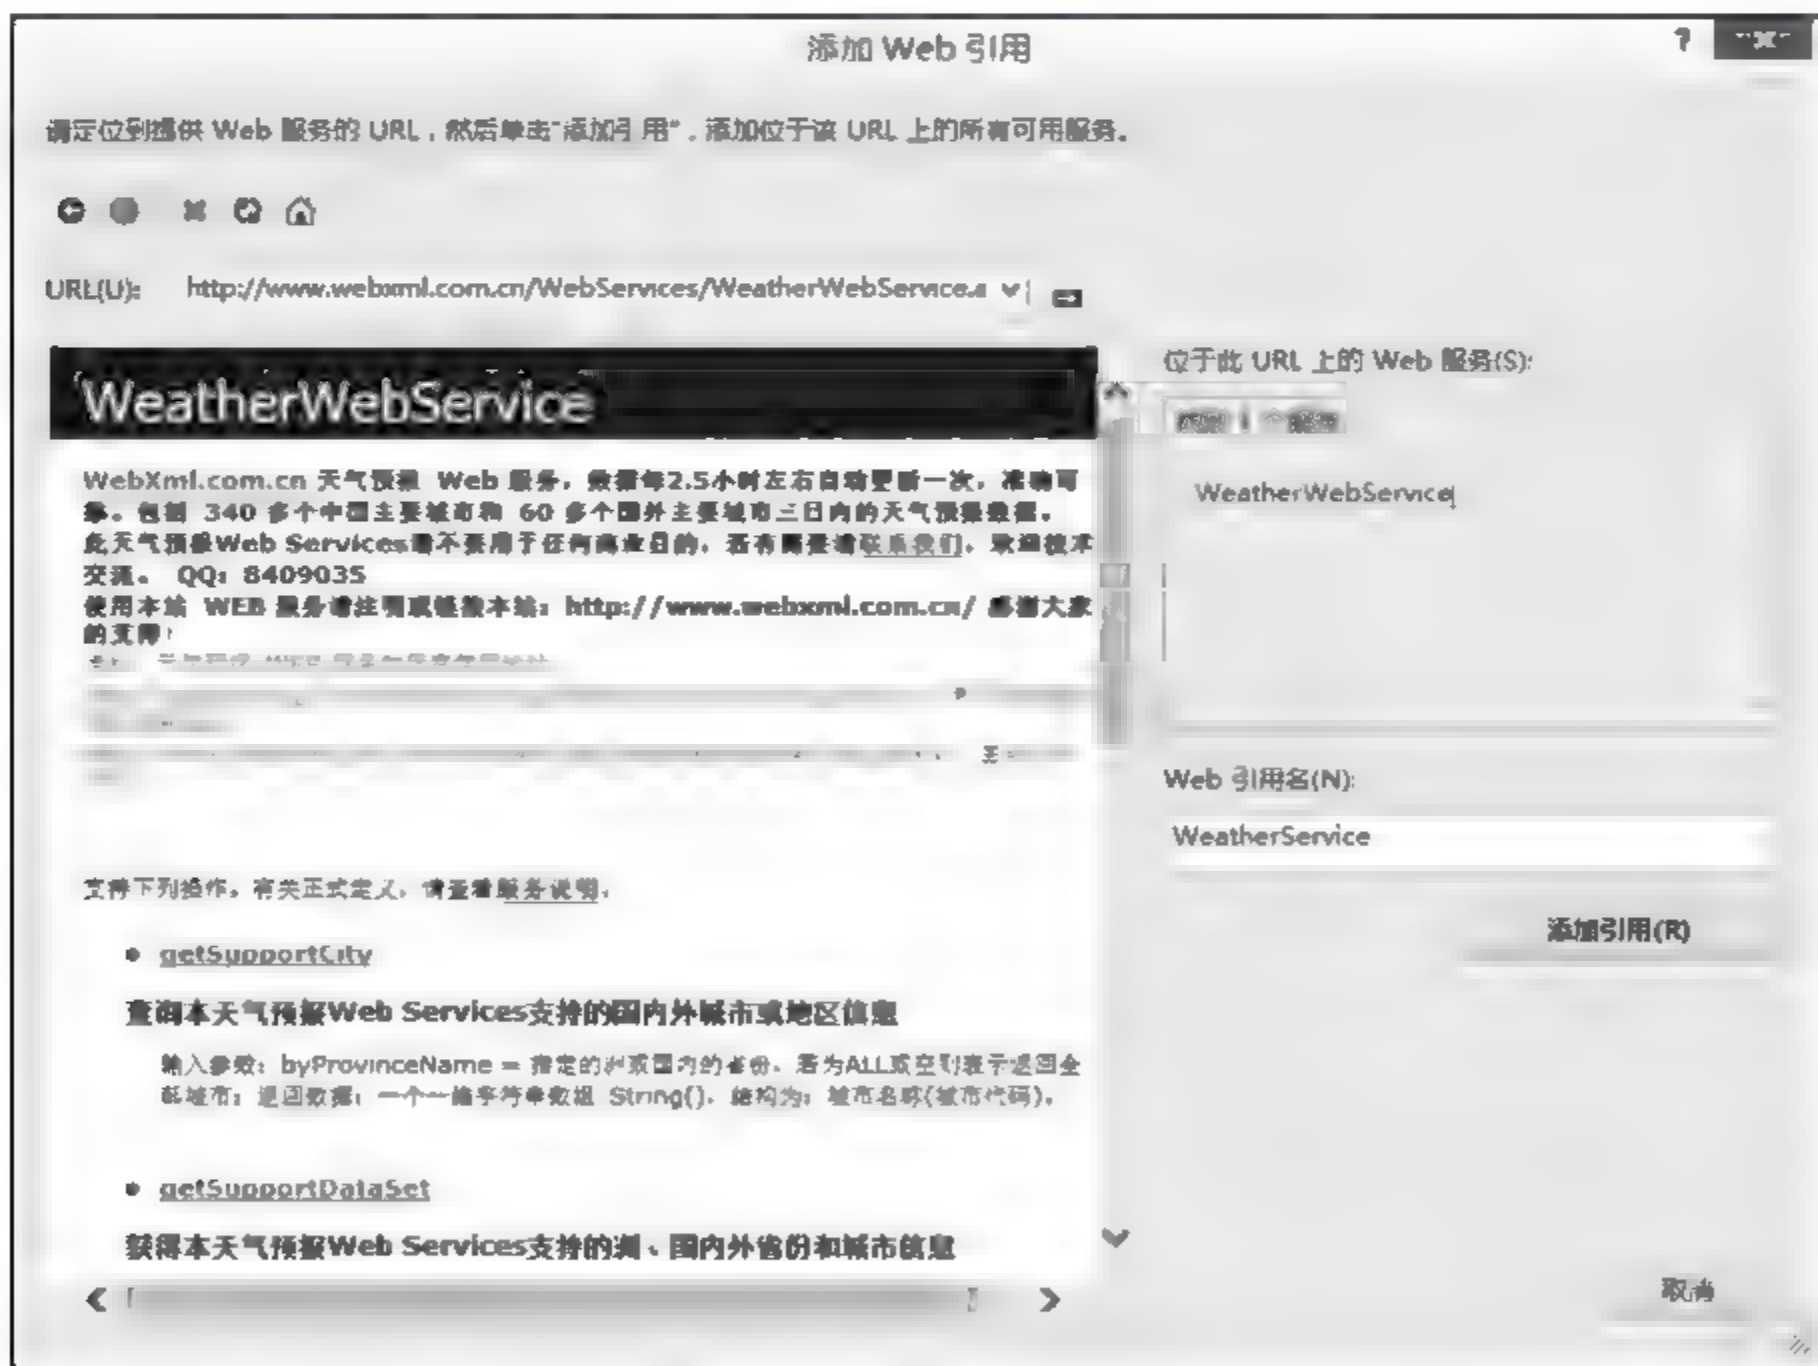 添加 Web 引用
?
请定位到提供 Web 服务的 URL，然后单击"添加引用"，添加位于该 URL 上的所有可用服务。
URL(U):
http://www.webxml.com.cn/WebServices/WeatherWebService.a
位于此 URL 上的 Web 服务(S):
WeatherWebService
WeatherWebService
WebXml.com.cn 天气预报 Web 服务，数据每2.5小时左右自动更新一次，准确可
靠。包括 340 多个中国主要城市和 60 多个国外主要城市三日内的天气预报数据。
此天气预报Web Services请不要用于任何商业目的，若有需要请联系我们，欢迎技术
交流。 QQ：8409035
使用本站 WEB 服务请注明或链接本站：http://www.webxml.com.cn/ 感谢大家
的支持！
Web 引用名(N):
WeatherService
添加引用(R)
支持下列操作。有关正式定义，请查看服务说明。
getSupportCity
查询本天气预报Web Services支持的国内外城市或地区信息
输入参数：byProvinceName = 指定的洲或国内的省份，若为ALL或空则表示返回全
部城市；返回数据：一个一维字符串数组 String()，结构为：城市名称(城市代码)。
getSupportDataSet
获得本天气预报Web Services支持的洲、国内外省份和城市信息
取消